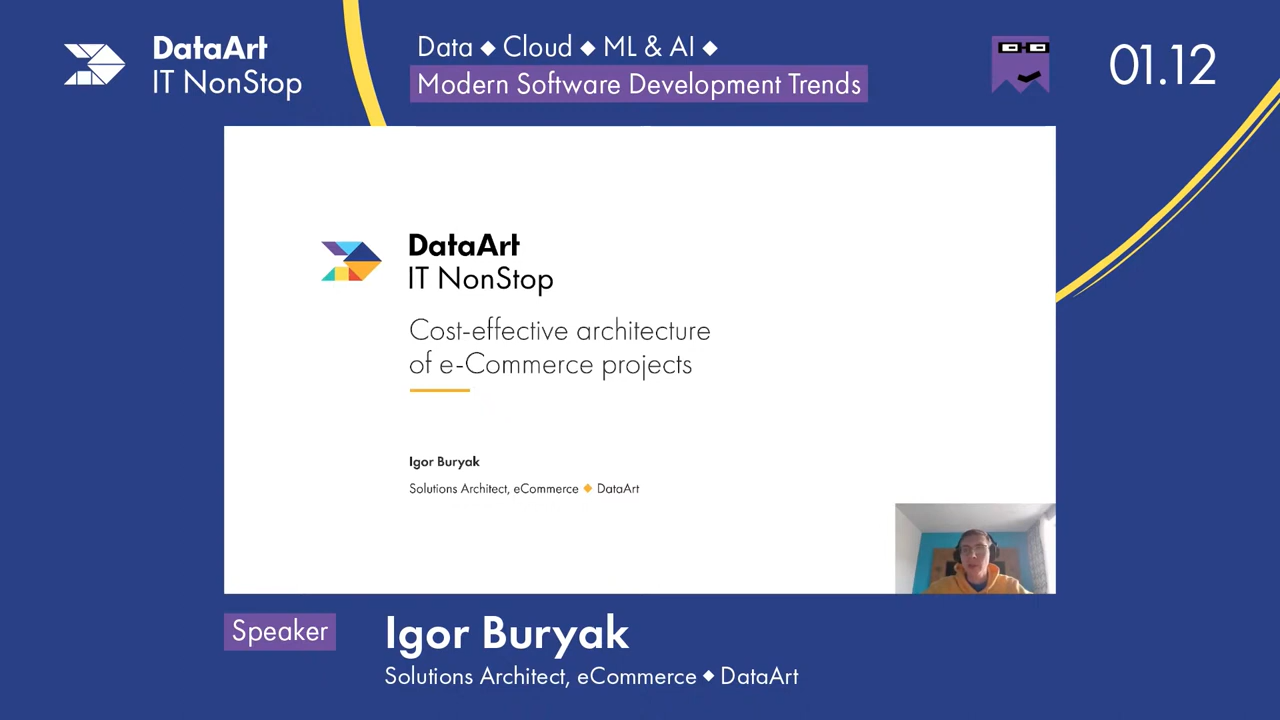 DataArt
IT NonStop
Data ◆ Cloud ◆ ML & AI ◆
Modern Software Development Trends
01.12
DataArt
IT NonStop
Cost-effective architecture
of e-Commerce projects
Igor Buryak
Solutions Architect, eCommerce ◆ DataArt
Speaker
Igor Buryak
Solutions Architect, eCommerce ◆ DataArt